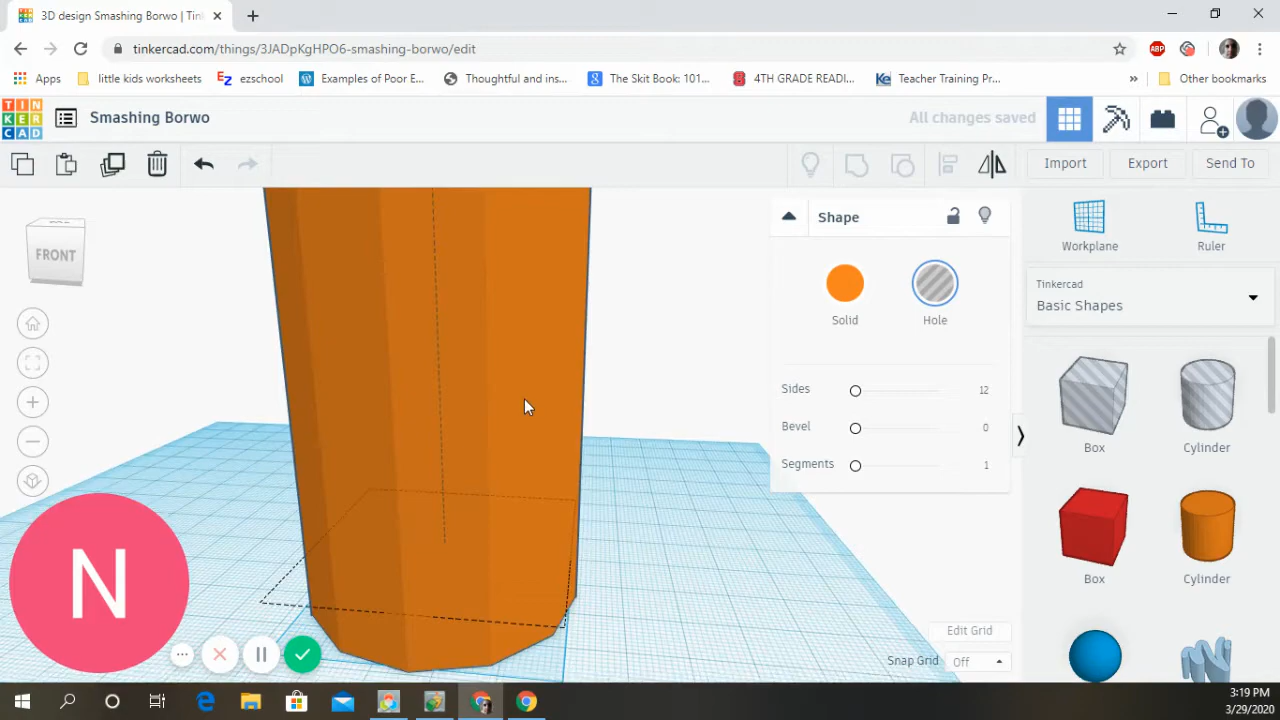 3D design Smashing Borwo | Tin
tinkercad.com/things/3JADpKgHPO6-smashing-borwo/edit
ABP
Apps little kids worksheets EZ ezschool Examples of Poor E... Thoughtful and ins... 8 The Skit Book: 101... 4TH GRADE READI... Ke Teacher Training Pr... » Other bookmarks
TIN
KER
CAD
Smashing Borwo
All changes saved
Import Export Send To
FRONT
Shape
Solid Hole
Sides 12
Bevel 0
Segments 1
Workplane Ruler
Tinkercad
Basic Shapes
Box Cylinder
Box Cylinder
N
Edit Grid
Snap Grid Off
3:19 PM
3/29/2020